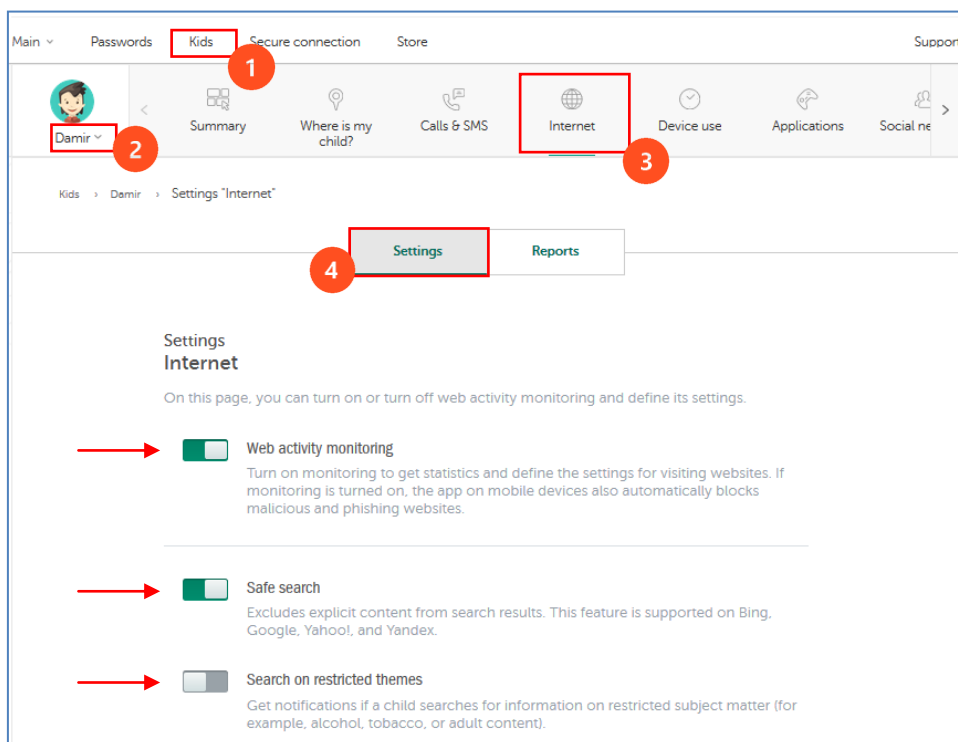 Main Passwords Kids Secure connection Store Support
1
Damir
2
Summary
Where is my
child?
Calls & SMS
Internet
3
Device use
Applications
Social ne
Kids › Damir › Settings "Internet"
Settings Reports
4
Settings
Internet
On this page, you can turn on or turn off web activity monitoring and define its settings.
Web activity monitoring
Turn on monitoring to get statistics and define the settings for visiting websites. If
monitoring is turned on, the app on mobile devices also automatically blocks
malicious and phishing websites.
Safe search
Excludes explicit content from search results. This feature is supported on Bing,
Google, Yahoo!, and Yandex.
Search on restricted themes
Get notifications if a child searches for information on restricted subject matter (for
example, alcohol, tobacco, or adult content).